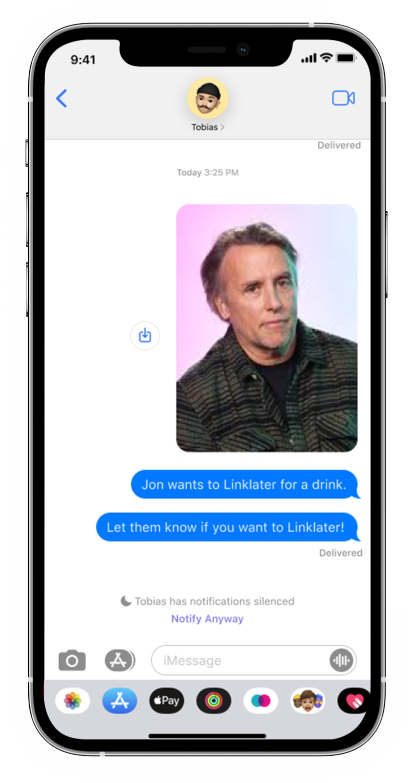 9:41
Tobias >
Delivered
Today 3:25 PM
Jon wants to Linklater for a drink.
Let them know if you want to Linklater!
Delivered
Tobias has notifications silenced
Notify Anyway
iMessage
Pay